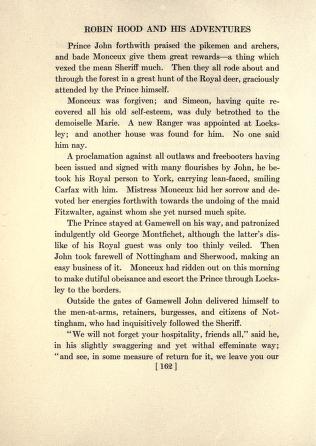 ROBIN HOOD AND HIS ADVENTURES
Prince John forthwith praised the pikemen and archers,
and bade Monceux give them great rewards—a thing which
vexed the mean Sheriff much. Then they all rode about and
through the forest in a great hunt of the Royal deer, graciously
attended by the Prince himself.
Monceux was forgiven; and Simeon, having quite re-
covered all his old self-esteem, was duly betrothed to the
demoiselle Marie. A new Ranger was appointed at Locks-
ley; and another house was found for him. No one said
him nay.
A proclamation against all outlaws and freebooters having
been issued and signed with many flourishes by John, he be-
took his Royal person to York, carrying lean-faced, smiling
Carfax with him. Mistress Monceux hid her sorrow and de-
voted her energies forthwith towards the undoing of the maid
Fitzwalter, against whom she yet nursed much spite.
The Prince stayed at Gamewell on his way, and patronized
indulgently old George Montfichet, although the latter's dis-
like of his Royal guest was only too thinly veiled. Then
John took farewell of Nottingham and Sherwood, making an
easy business of it. Monceux had ridden out on this morning
to make dutiful obeisance and escort the Prince through Locks-
ley to the borders.
Outside the gates of Gamewell John delivered himself to
the men-at-arms, retainers, burgesses, and citizens of Not-
tingham, who had inquisitively followed the Sheriff.
"We will not forget your hospitality, friends all," said he,
in his slightly swaggering and yet withal effeminate way;
"and see, in some measure of return for it, we leave you our
[ 162 ]